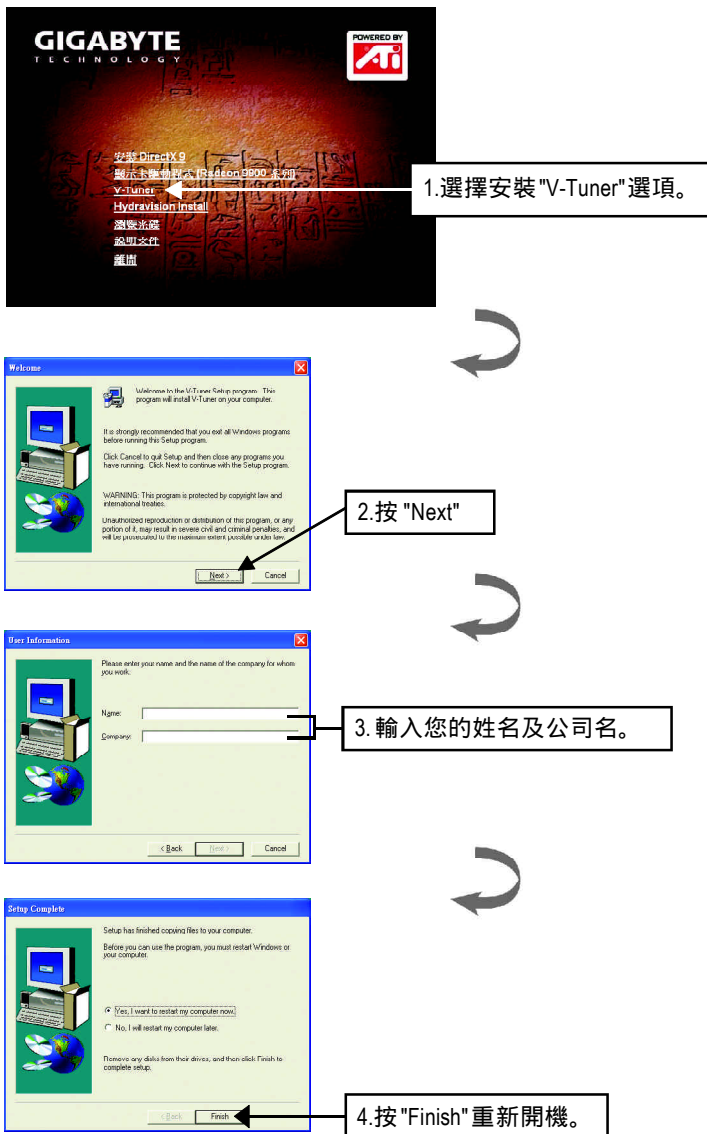 GIGABYTE
TECHNOLOGY
POWERED BY
ATi
安裝 DirectX 9
顯示卡驅動程式 (Radeon 9800 系列)
V-Tuner
Hydravision Install
瀏覽光碟
說明文件
離開
1.選擇安裝"V-Tuner"選項。
Welcome
Welcome to the V-Tuner Setup program. This
program will install V-Tuner on your computer.
It is strongly recommended that you exit all Windows programs
before running this Setup program.
Click Cancel to quit Setup and then close any programs you
have running. Click Next to continue with the Setup program.
WARNING: This program is protected by copyright law and
international treaties.
Unauthorized reproduction or distribution of this program, or any
portion of it, may result in severe civil and criminal penalties, and
will be prosecuted to the maximum extent possible under law.
Next >
Cancel
2.按 "Next"
User Information
Please enter your name and the name of the company for whom
you work.
Name:
Company:
3. 輸入您的姓名及公司名。
< Back
Next >
Cancel
Setup Complete
Setup has finished copying files to your computer.
Before you can use the program, you must restart Windows or
your computer.
Yes, I want to restart my computer now.
No, I will restart my computer later.
Remove any disks from their drives, and then click Finish to
complete setup.
< Back
Finish
4.按"Finish"重新開機。